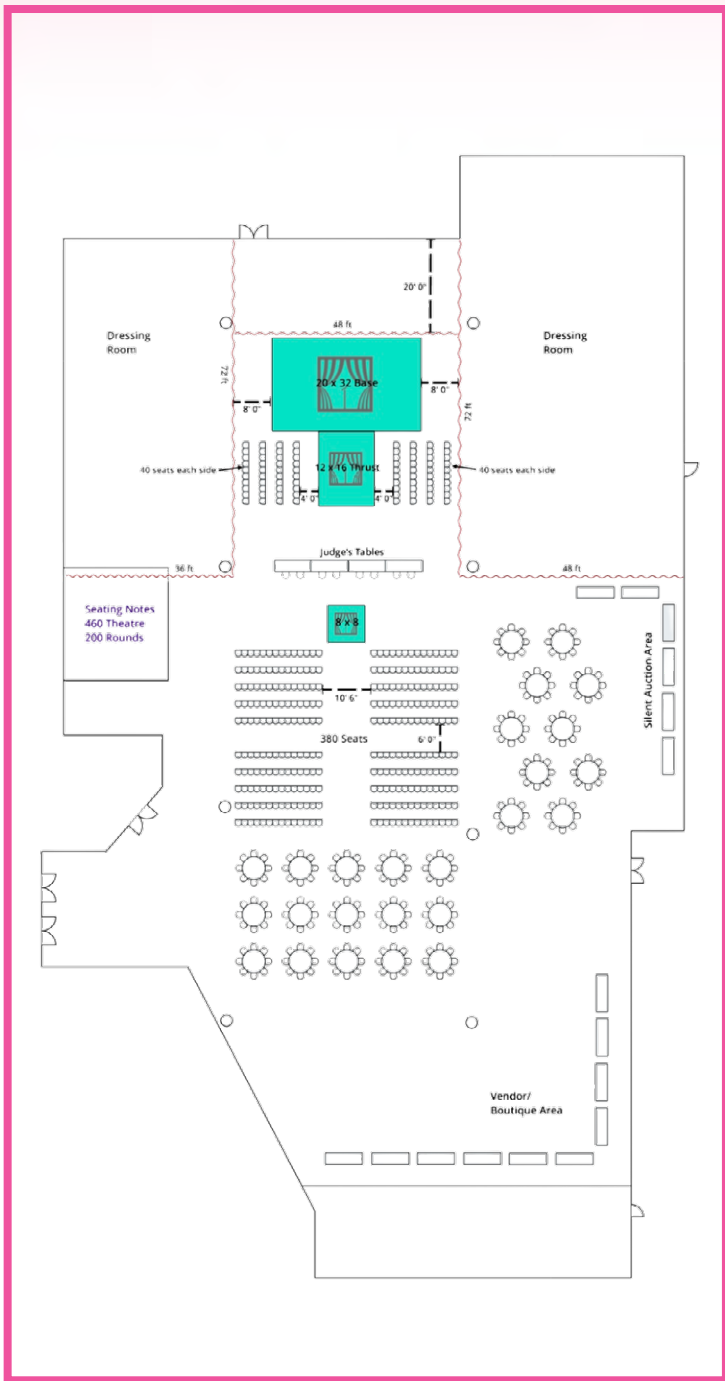 20' 0"
48 ft
Dressing
Room
Dressing
Room
72 ft
20 x 32 Base
8' 0"
8' 0"
72 ft
40 seats each side
12 x 16 Thrust
40 seats each side
4' 0"
4' 0"
Judge's Tables
36 ft
48 ft
Seating Notes
460 Theatre
200 Rounds
8 x 8
Silent Auction Area
10' 6"
380 Seats
6' 0"
Vendor/
Boutique Area